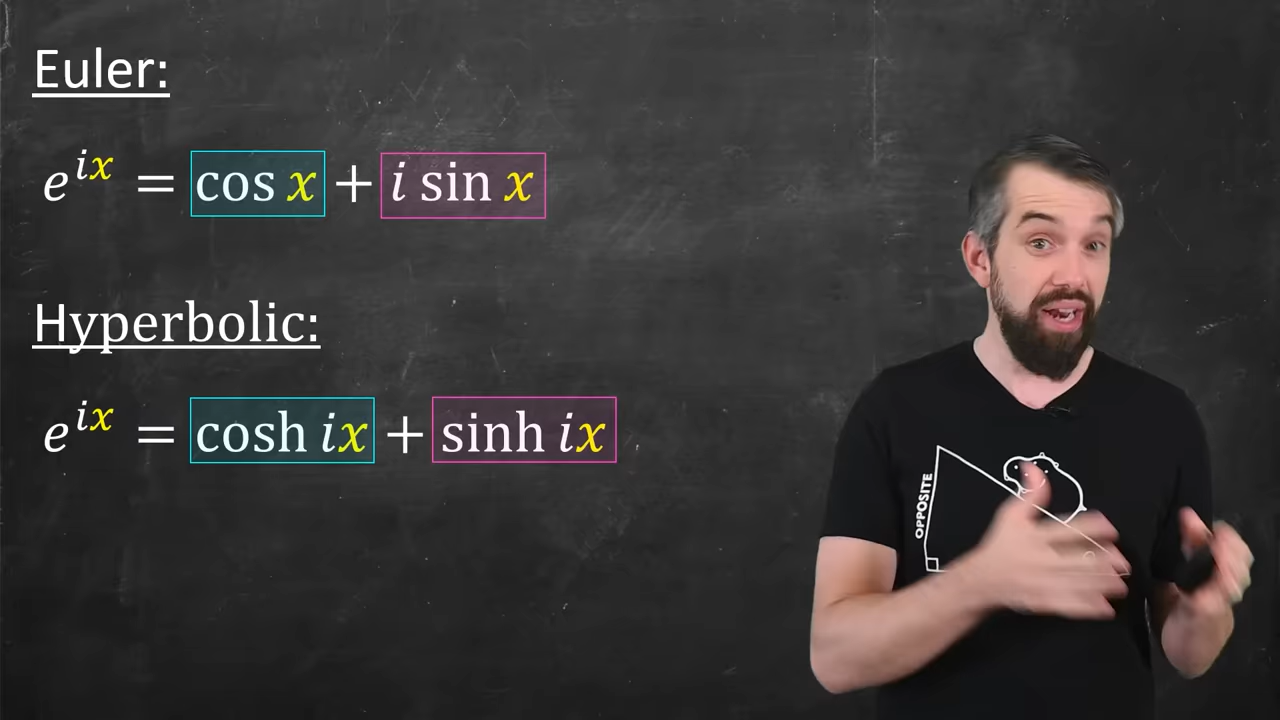 Euler:
e^{ix} = cos x + i sin x
Hyperbolic:
e^{ix} = cosh ix + sinh ix
OPPOSITE